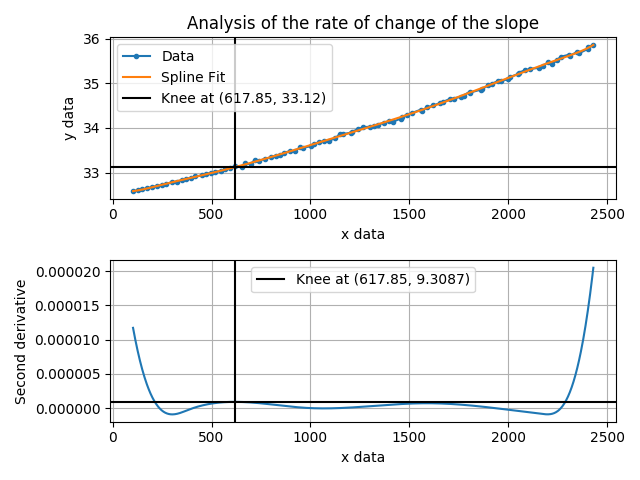 Analysis of the rate of change of the slope
36
35
34
33
y data
Data
Spline Fit
Knee at (617.85, 33.12)
0 500 1000 1500 2000 2500
x data
0.000020
0.000015
0.000010
0.000005
0.000000
Second derivative
Knee at (617.85, 9.3087)
0 500 1000 1500 2000 2500
x data